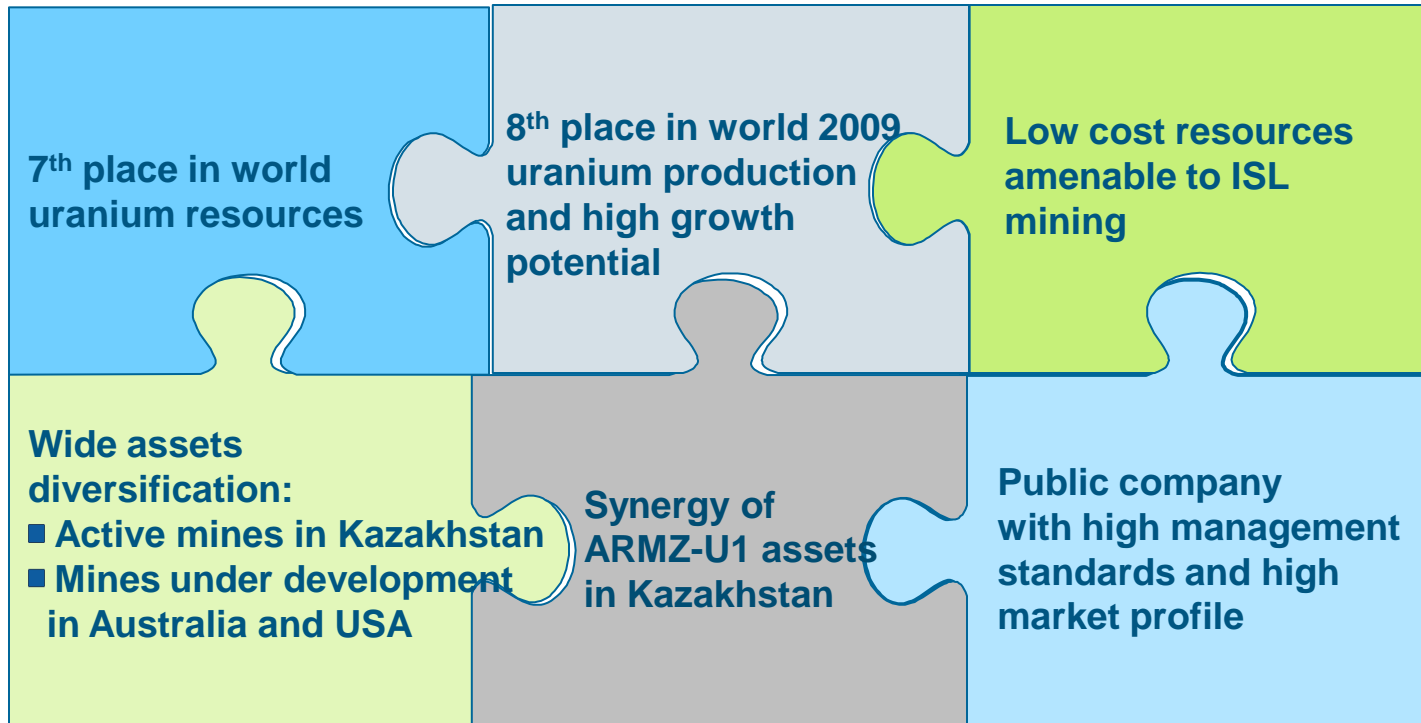 7th place in world
uranium resources
8th place in world 2009
uranium production
and high growth
potential
Low cost resources
amenable to ISL
mining
Wide assets
diversification:
■ Active mines in Kazakhstan
■ Mines under development
in Australia and USA
Synergy of
ARMZ-U1 assets
in Kazakhstan
Public company
with high management
standards and high
market profile